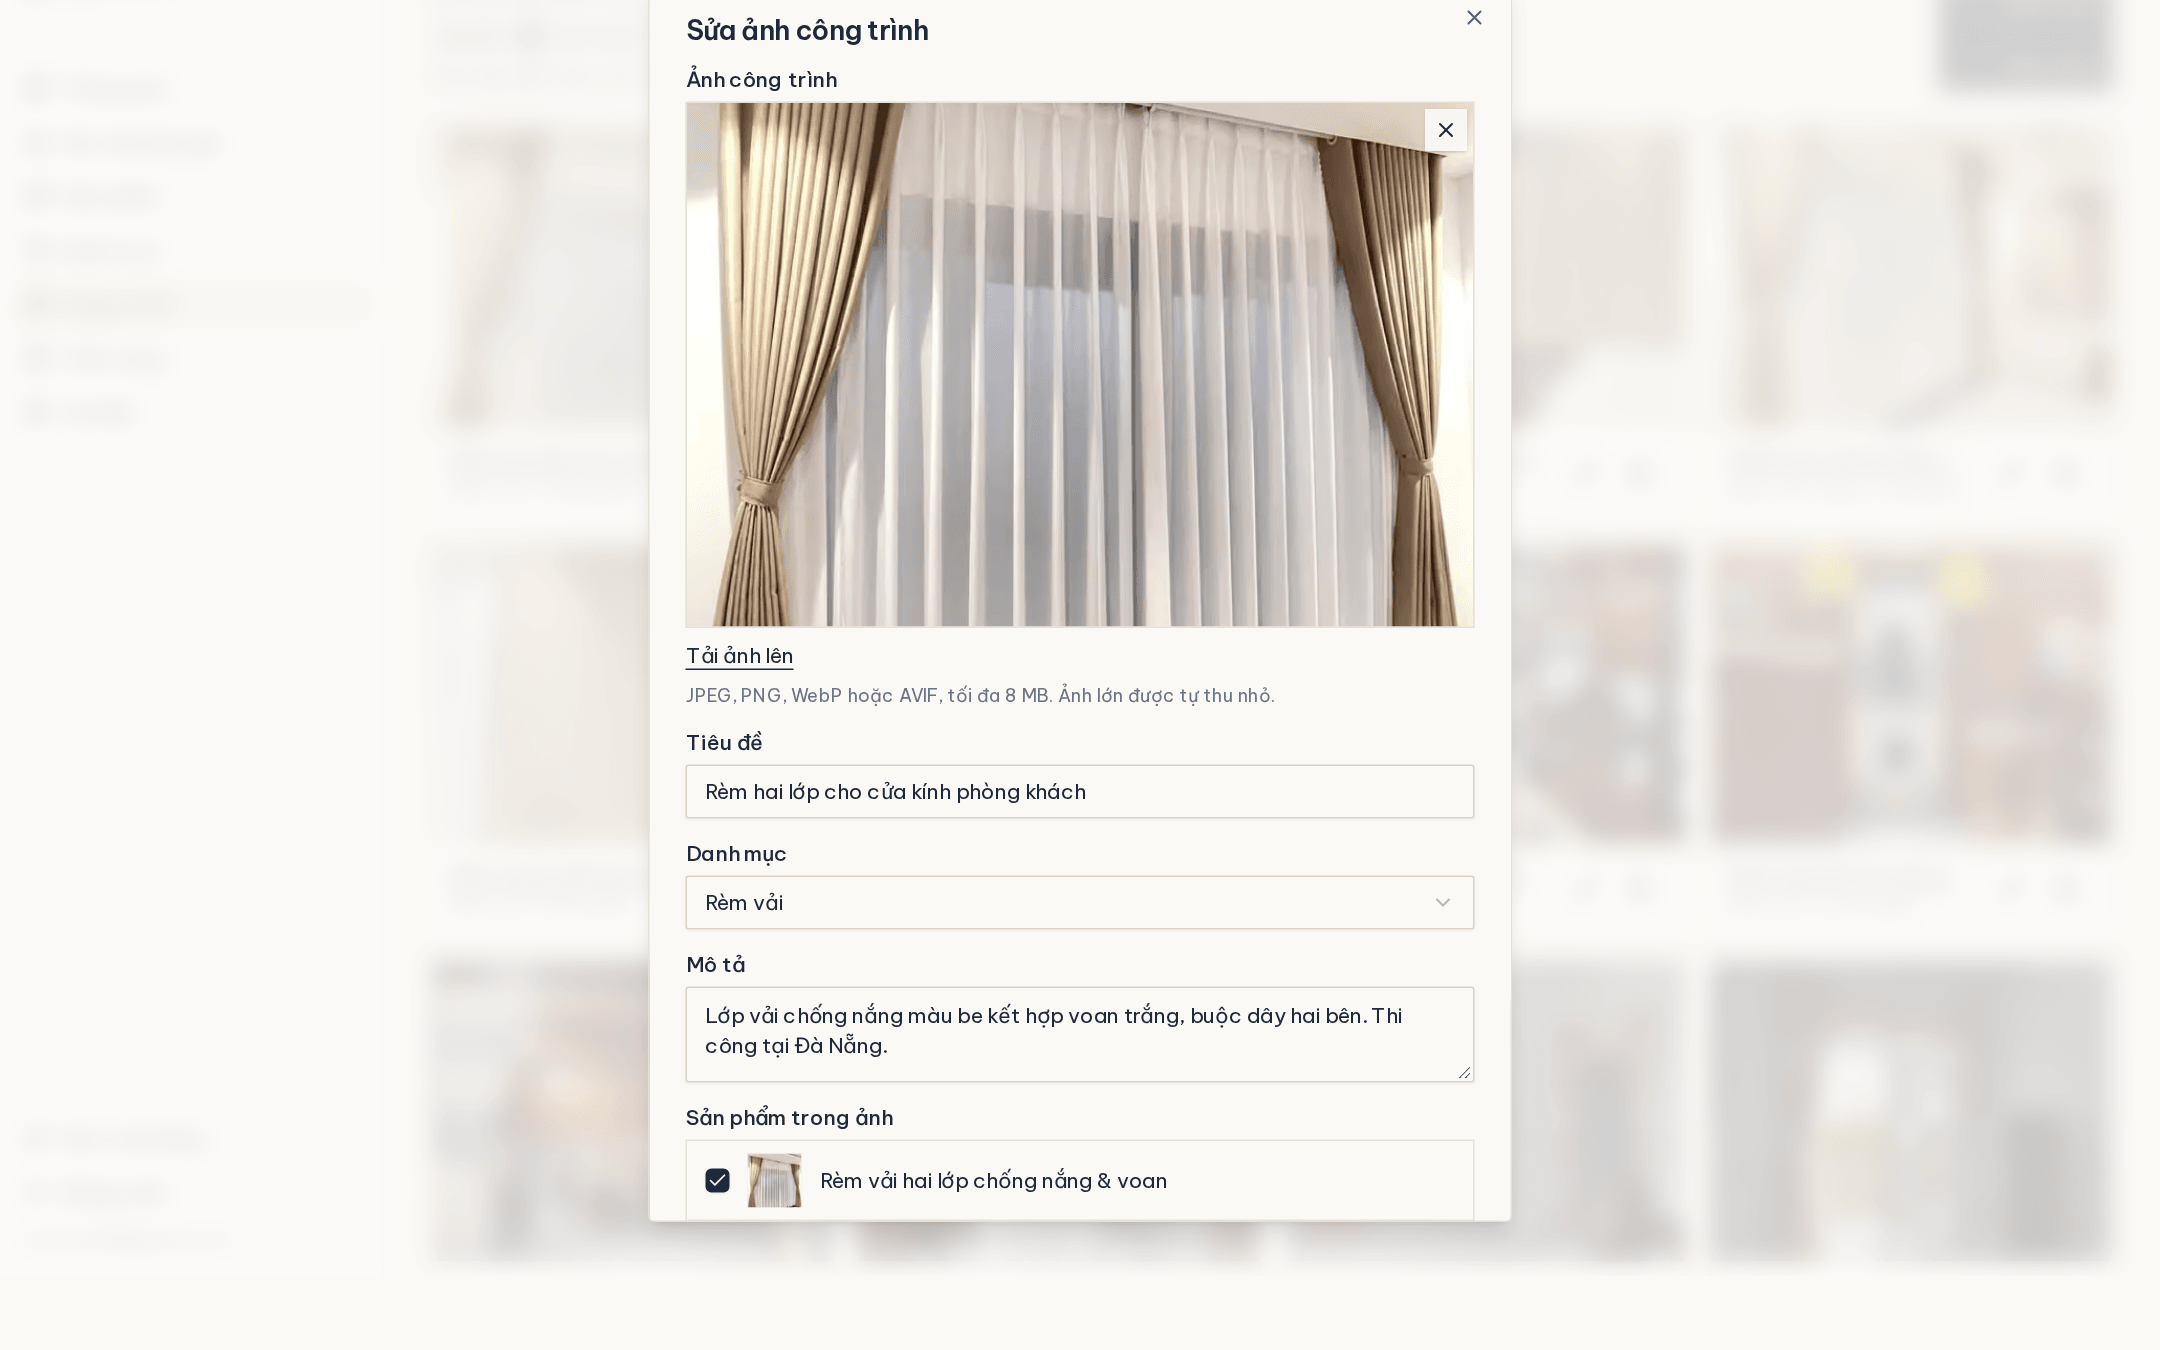 Sửa ảnh công trình
Ảnh công trình
Tải ảnh lên
JPEG, PNG, WebP hoặc AVIF, tối đa 8 MB. Ảnh lớn được tự thu nhỏ.
Tiêu đề
Rèm hai lớp cho cửa kính phòng khách
Danh mục
Rèm vải
Mô tả
Lớp vải chống nắng màu be kết hợp voan trắng, buộc dây hai bên. Thi
công tại Đà Nẵng.
Sản phẩm trong ảnh
Rèm vải hai lớp chống nắng & voan